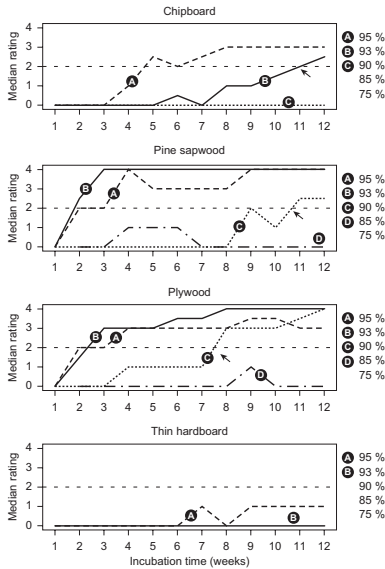 Chipboard
Median rating
4
3
2
1
0
A
B
C
1 2 3 4 5 6 7 8 9 10 11 12
A 95 %
B 93 %
C 90 %
85 %
75 %
Pine sapwood
Median rating
4
3
2
1
0
B
A
C
D
1 2 3 4 5 6 7 8 9 10 11 12
A 95 %
B 93 %
C 90 %
D 85 %
75 %
Plywood
Median rating
4
3
2
1
0
B
A
C
D
1 2 3 4 5 6 7 8 9 10 11 12
A 95 %
B 93 %
C 90 %
D 85 %
75 %
Thin hardboard
Median rating
4
3
2
1
0
A
B
1 2 3 4 5 6 7 8 9 10 11 12
Incubation time (weeks)
A 95 %
B 93 %
90 %
85 %
75 %